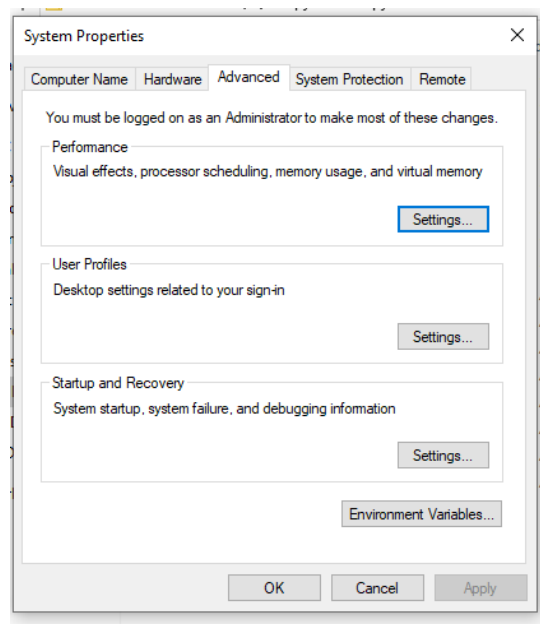 System Properties
Computer Name Hardware Advanced System Protection Remote
You must be logged on as an Administrator to make most of these changes.
Performance
Visual effects, processor scheduling, memory usage, and virtual memory
Settings...
User Profiles
Desktop settings related to your sign-in
Settings...
Startup and Recovery
System startup, system failure, and debugging information
Settings...
Environment Variables...
OK Cancel Apply